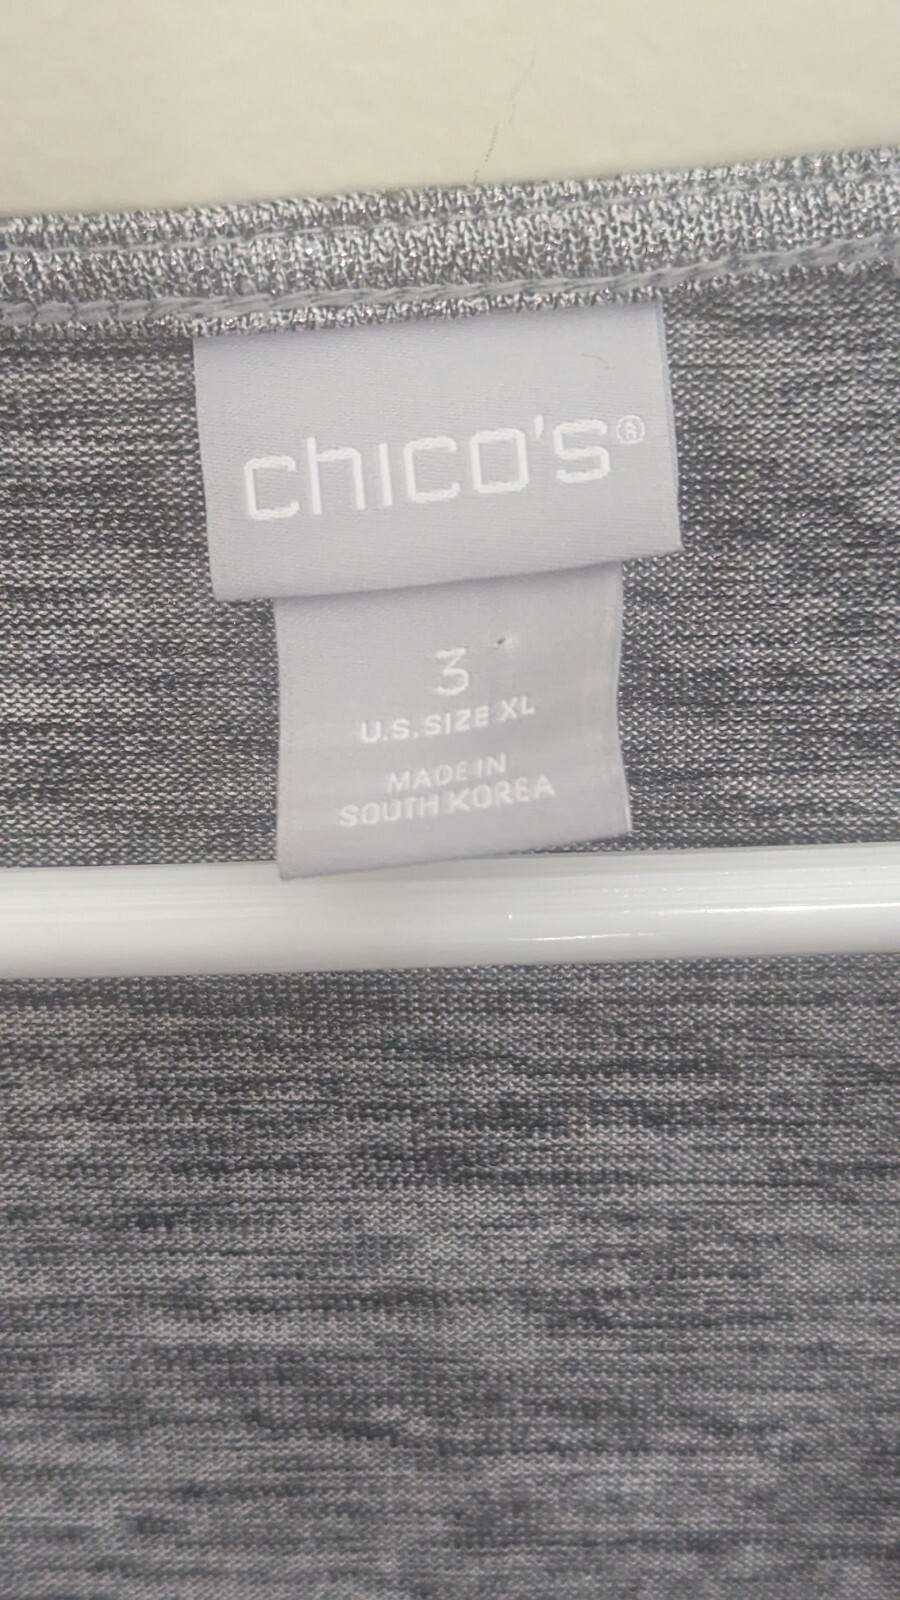 chico's®
3
U.S. SIZE XL
MADE IN
SOUTH KOREA